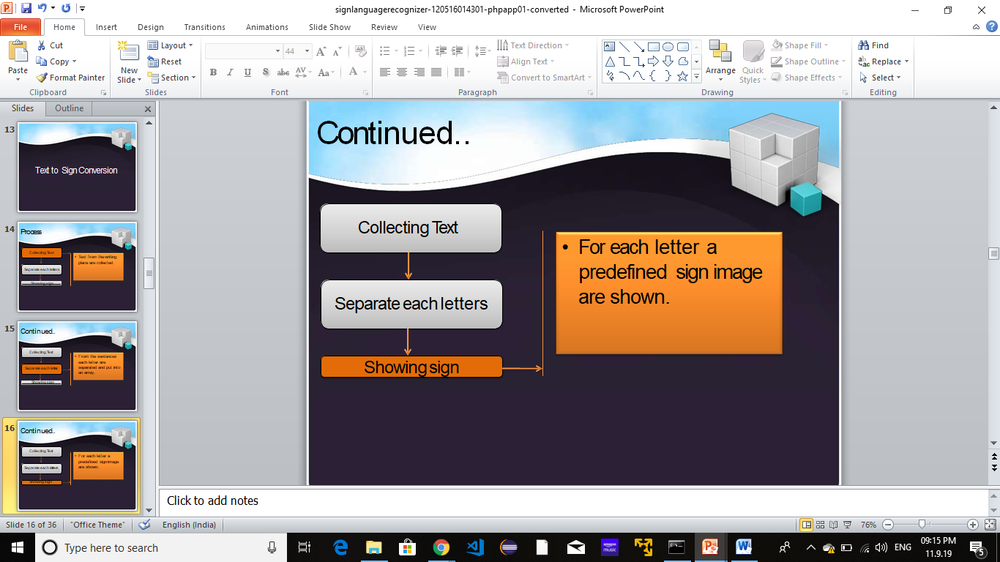 signlanguagerecognizer-120516014301-phpapp01-converted - Microsoft PowerPoint
File Home Insert Design Transitions Animations Slide Show Review View
Paste
Cut
Copy
Format Painter
Clipboard
New
Slide
Layout
Reset
Section
Slides
44
B I U S abc AV Aa A
Font
Text Direction
Align Text
Convert to SmartArt
Paragraph
Arrange
Quick
Styles
Shape Fill
Shape Outline
Shape Effects
Drawing
Find
Replace
Select
Editing
Slides Outline
13
Text to Sign Conversion
14
Process
Collecting Text
Separate each letters
Showing sign
• Text from the writing
place are collected
15
Continued..
Collecting Text
Separate each letter
Showing sign
• From the sentences
each letter are
separated and put into
an array.
16
Continued..
Collecting Text
Separate each letters
Showing sign
• For each letter a
predefined sign image
are shown.
Continued..
Collecting Text
Separate each letters
Showing sign
• For each letter a
predefined sign image
are shown.
Click to add notes
Slide 16 of 36 "Office Theme" English (India) 76%
Type here to search
amazon
music
ENG
09:15 PM
11.9.19
5